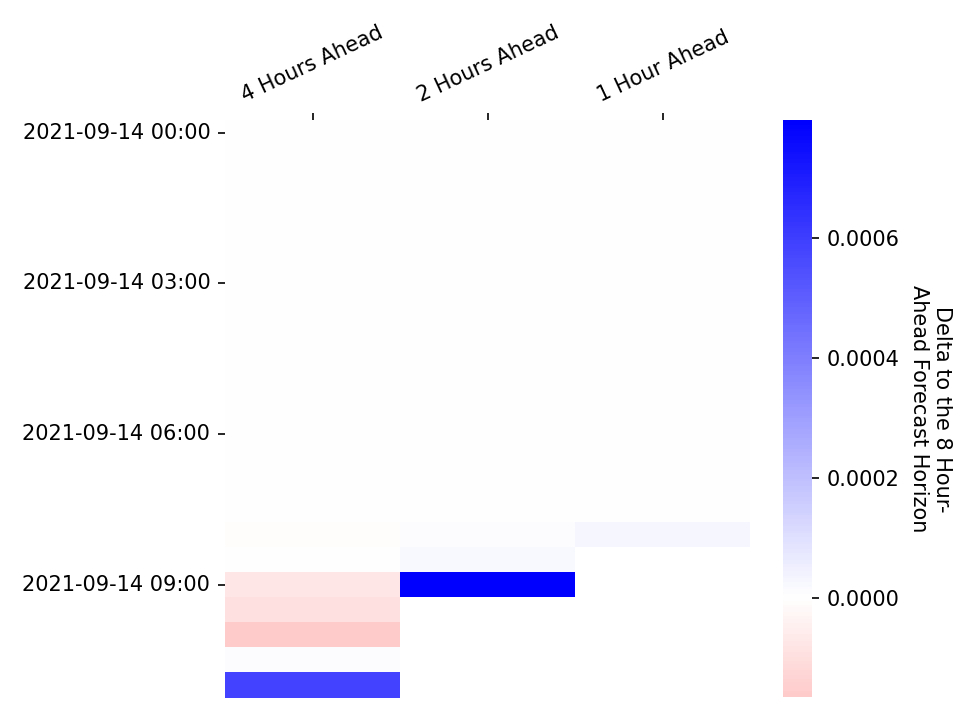 4 Hours Ahead
2 Hours Ahead
1 Hour Ahead
2021-09-14 00:00
2021-09-14 03:00
2021-09-14 06:00
2021-09-14 09:00
0.0006
0.0004
0.0002
0.0000
Delta to the 8 Hour-
Ahead Forecast Horizon